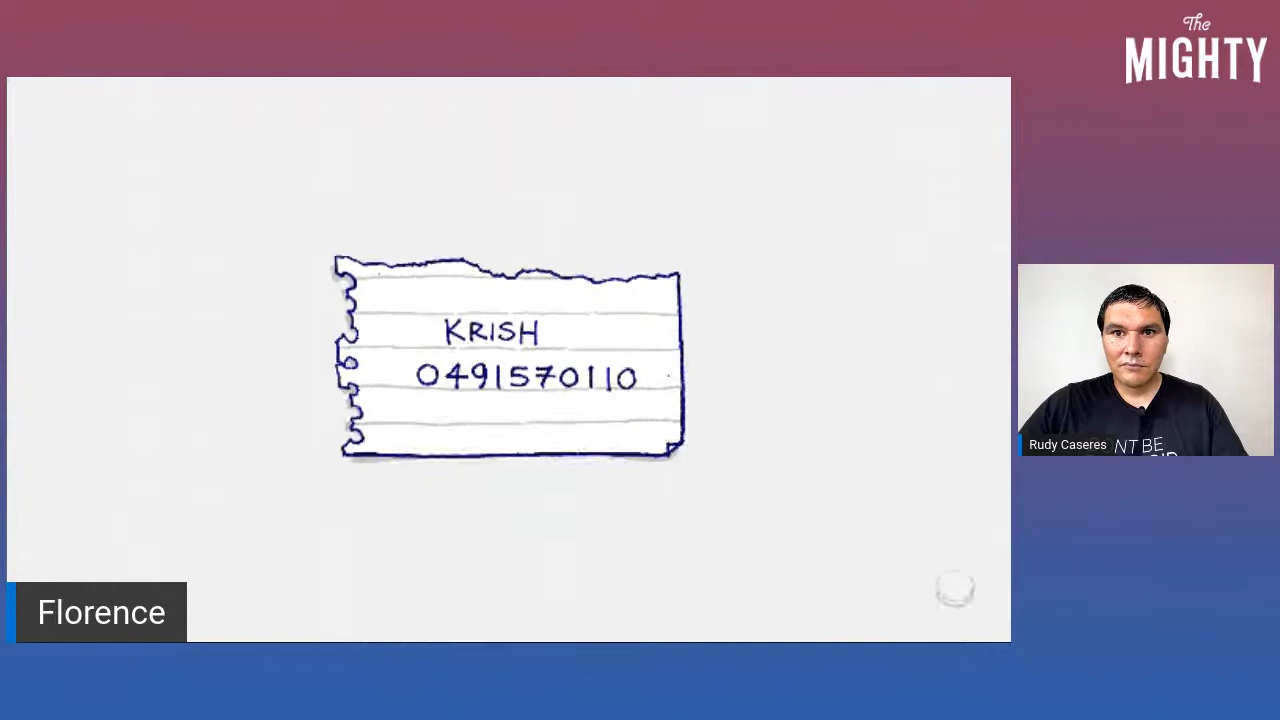 The
MIGHTY
KRISH
0491570110
Rudy Caseres
NT BE
Florence